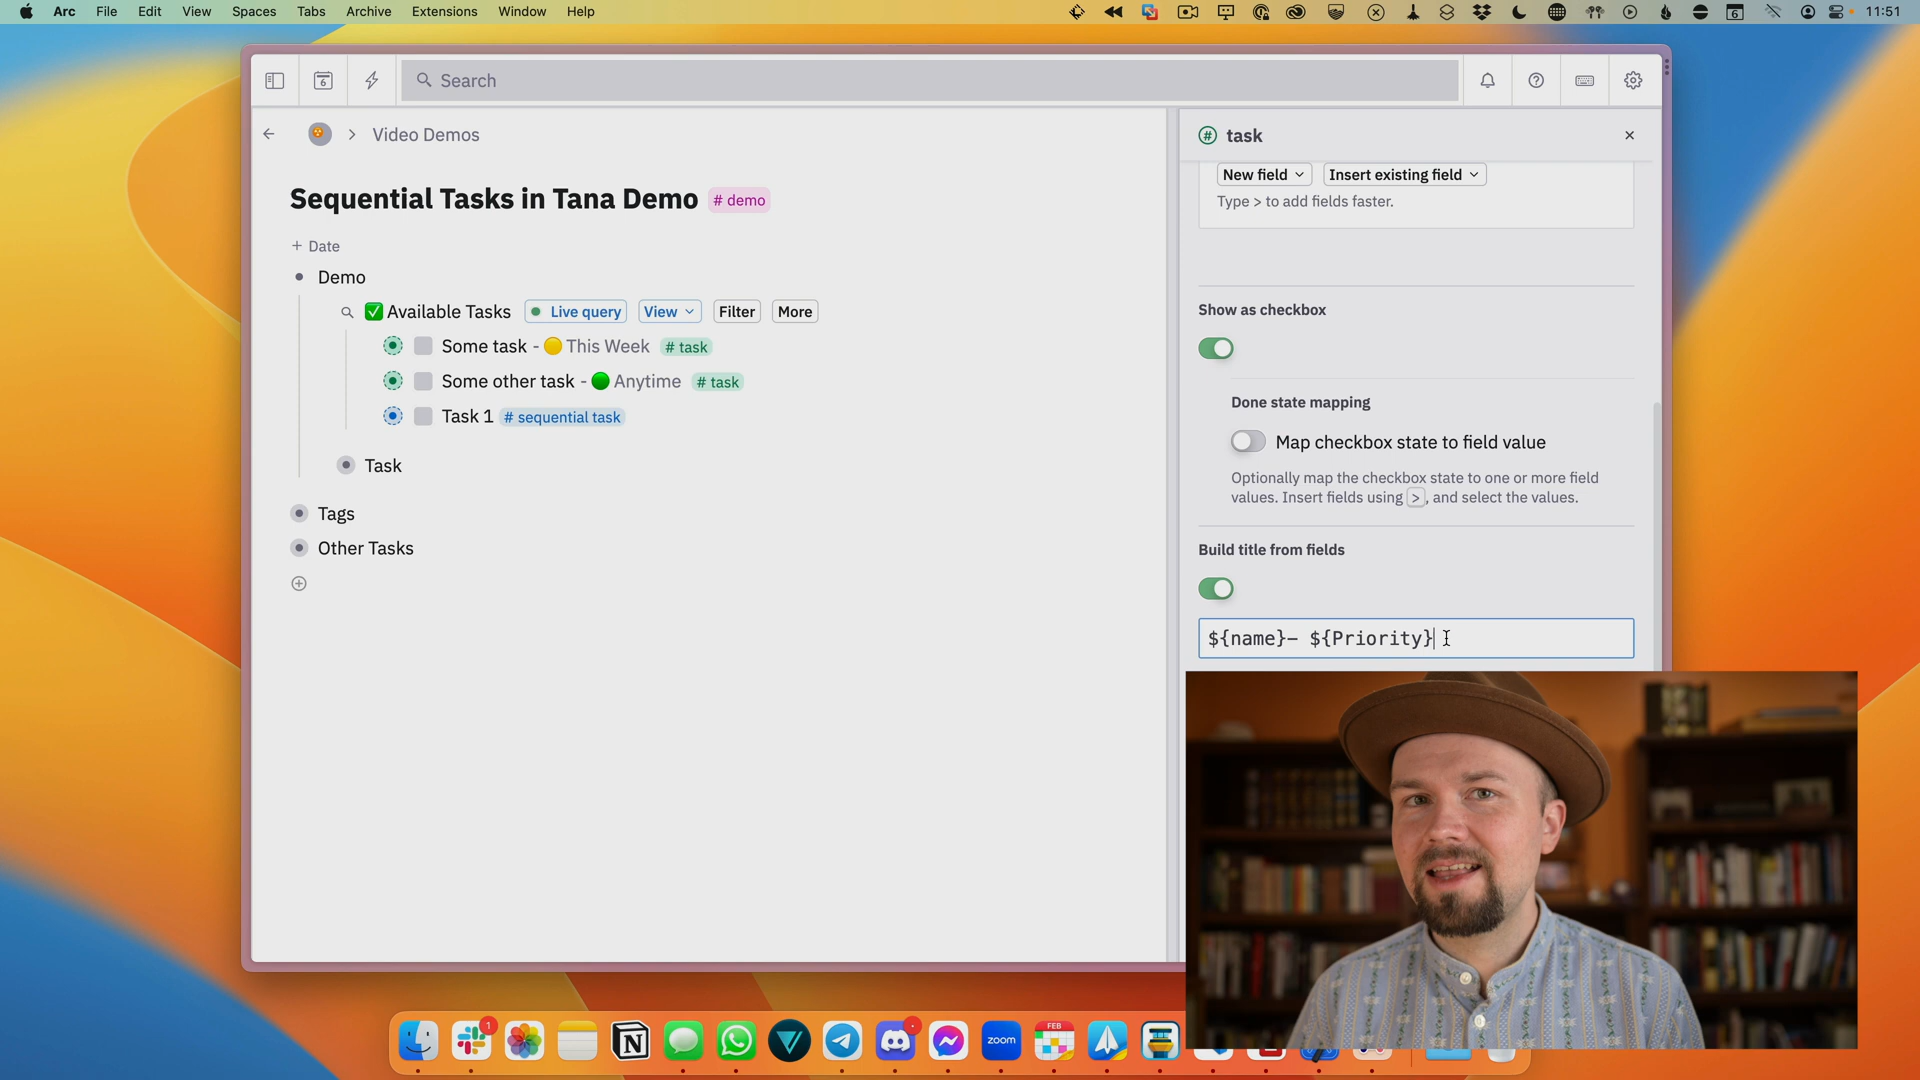 Arc File Edit View Spaces Tabs Archive Extensions Window Help 6 11:51
6 Search
Video Demos
Sequential Tasks in Tana Demo # demo
+ Date
Demo
Available Tasks Live query View Filter More
Some task - This Week # task
Some other task - Anytime # task
Task 1 # sequential task
Task
Tags
Other Tasks
# task
New field Insert existing field
Type > to add fields faster.
Show as checkbox
Done state mapping
Map checkbox state to field value
Optionally map the checkbox state to one or more field
values. Insert fields using >, and select the values.
Build title from fields
${name}– ${Priority}
1 N FEB zoom